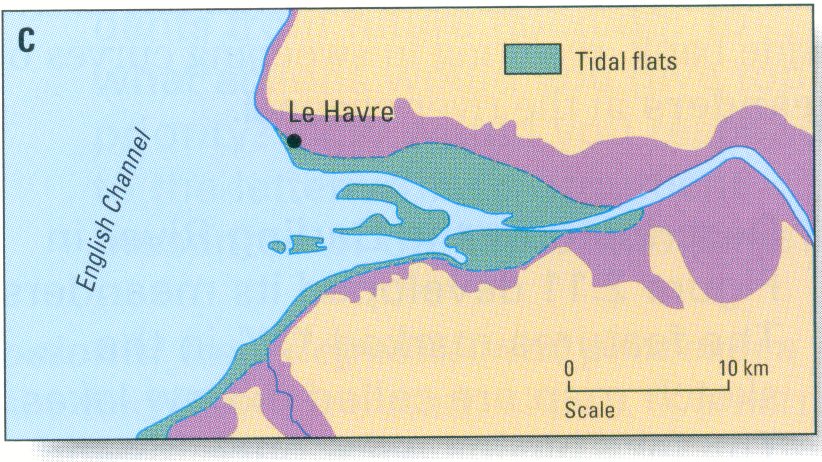 C
Tidal flats
Le Havre
English Channel
0 10 km
Scale